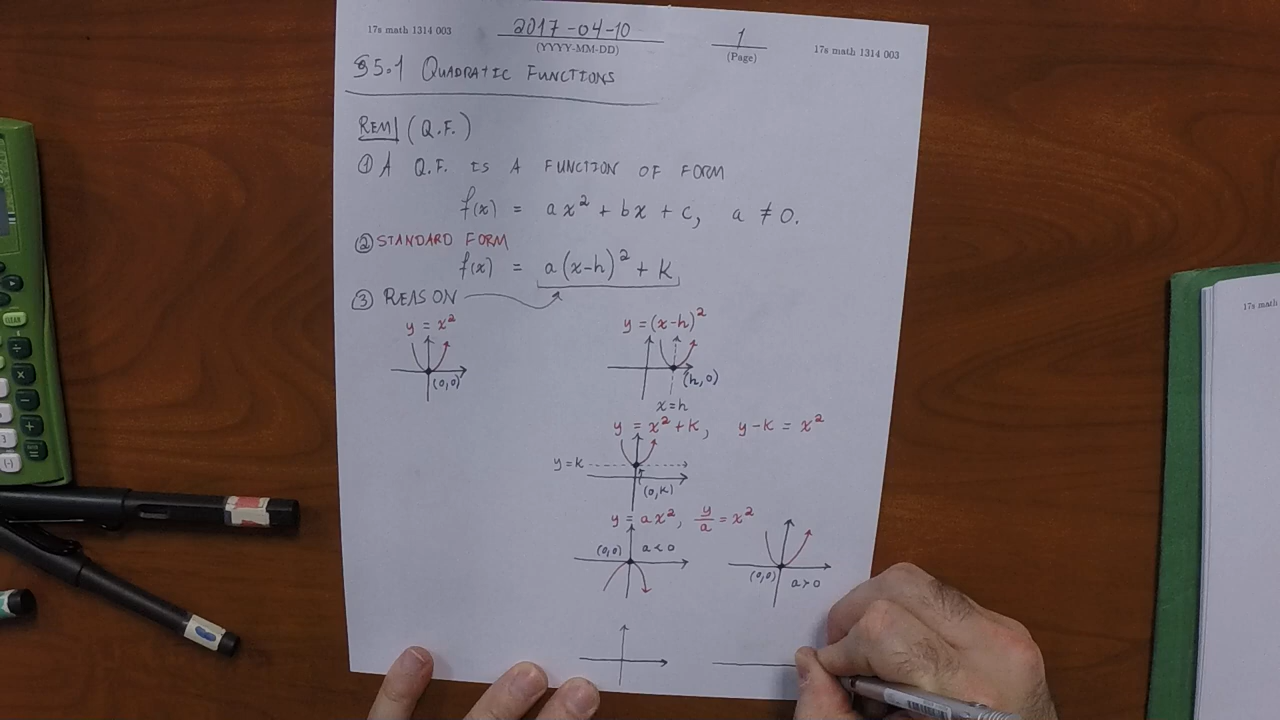 17s math 1314 003 2017-04-10 1 17s math 1314 003
(YYYY-MM-DD) (Page)
§5.1 QUADRATIC FUNCTIONS
REM (Q.F.)
① A Q.F. IS A FUNCTION OF FORM
f(x) = ax² + bx + c, a ≠ 0.
② STANDARD FORM
f(x) = a(x-h)² + k
③ REASON
y = x² y = (x-h)²
(0,0) (h,0)
x=h
y = x² + k, y-k = x²
y=k
(0,k)
y = ax², y/a = x²
(0,0) a<0
(0,0) a>0
17s math